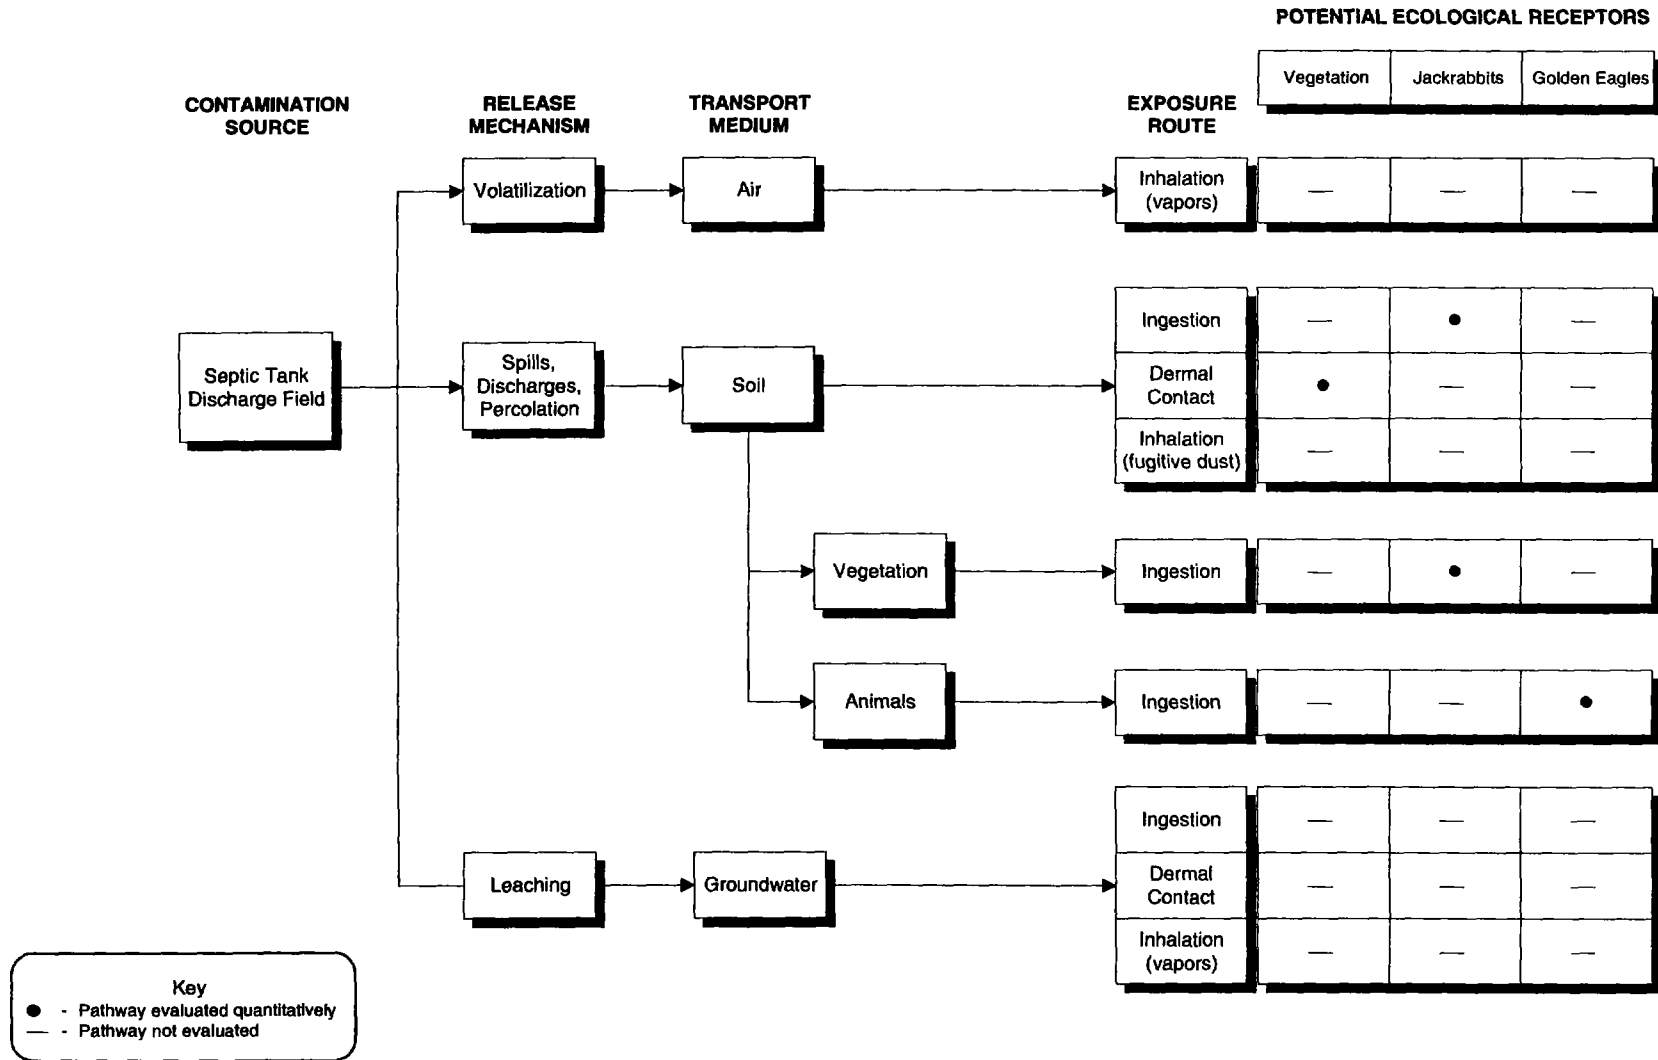 POTENTIAL ECOLOGICAL RECEPTORS
Vegetation
Jackrabbits
Golden Eagles
CONTAMINATION
SOURCE
RELEASE
MECHANISM
TRANSPORT
MEDIUM
EXPOSURE
ROUTE
Volatilization
Air
Inhalation
(vapors)
— — —
Septic Tank
Discharge Field
Spills,
Discharges,
Percolation
Soil
Ingestion
— ● —
Dermal
Contact
● — —
Inhalation
(fugitive dust)
— — —
Vegetation
Ingestion
— ● —
Animals
Ingestion
— — ●
Leaching
Groundwater
Ingestion
— — —
Dermal
Contact
— — —
Inhalation
(vapors)
— — —
Key
● - Pathway evaluated quantitatively
— - Pathway not evaluated